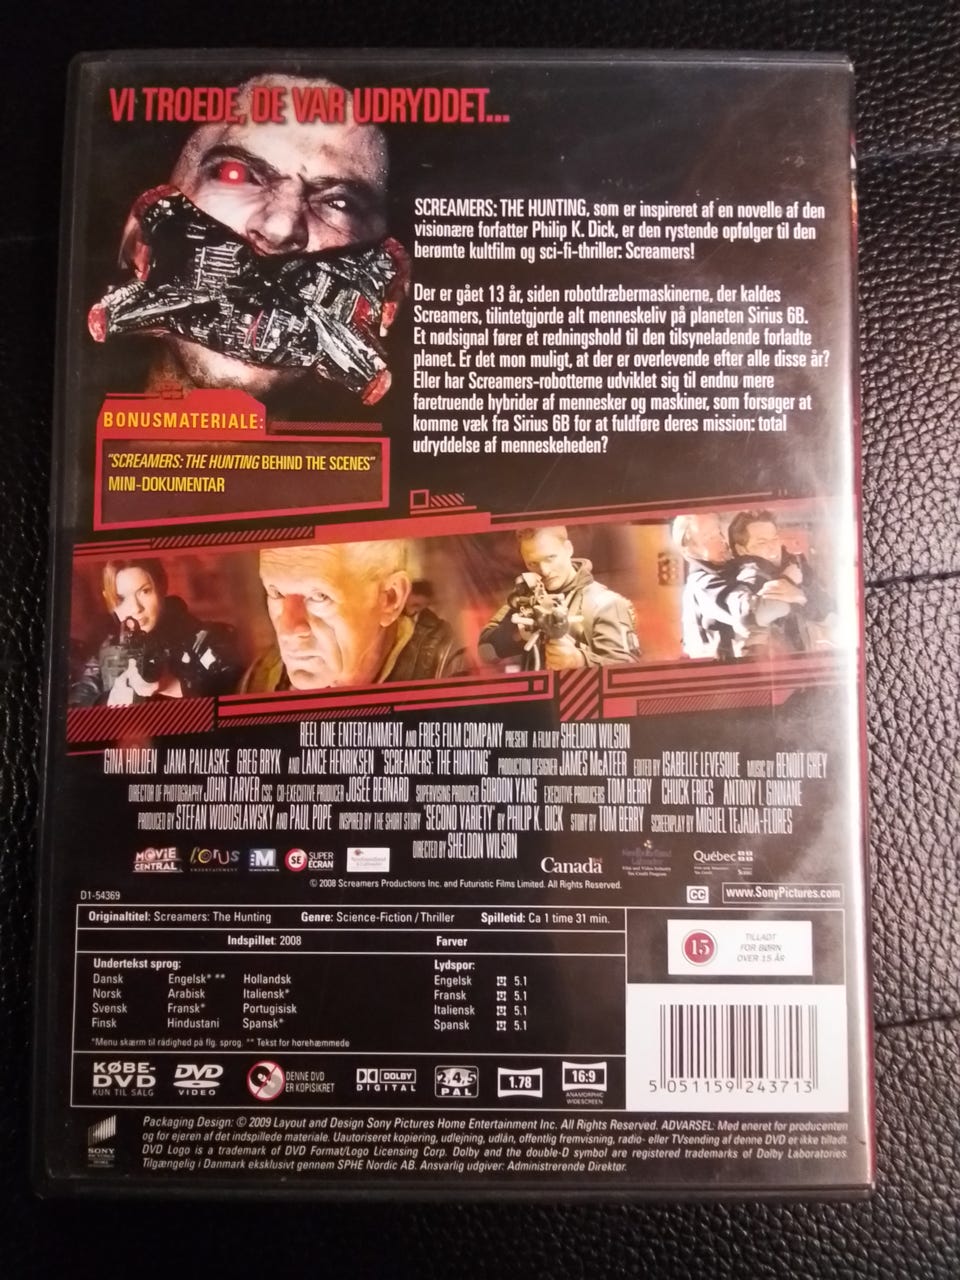 VI TROEDE, DE VAR UDRYDDET...
SCREAMERS: THE HUNTING, som er inspireret af en novelle af den
visionære forfatter Philip K. Dick, er den rystende opfølger til den
berømte kultfilm og sci-fi-thriller: Screamers!
Der er gået 13 år, siden robotdræbermaskinerne, der kaldes
Screamers, tilintetgjorde alt menneskeliv på planeten Sirius 6B.
Et nødsignal fører et redningshold til den tilsyneladende forladte
planet. Er det mon muligt, at der er overlevende efter alle disse år?
Eller har Screamers-robotterne udviklet sig til endnu mere
faretruende hybrider af mennesker og maskiner, som forsøger at
komme væk fra Sirius 6B for at fuldføre deres mission: total
udryddelse af menneskeheden?
BONUSMATERIALE:
"SCREAMERS: THE HUNTING BEHIND THE SCENES"
MINI-DOKUMENTAR
REEL ONE ENTERTAINMENT AND FRIES FILM COMPANY PRESENT A FILM BY SHELDON WILSON
GINA HOLDEN JANA PALLASKE GREG BRYK AND LANCE HENRIKSEN "SCREAMERS: THE HUNTING" PRODUCTION DESIGNER JAMES McATEER EDITED BY ISABELLE LEVESQUE MUSIC BY BENOIT GREY
DIRECTOR OF PHOTOGRAPHY JOHN TARVER CSC CO-EXECUTIVE PRODUCER JOSÉE BERNARD SUPERVISING PRODUCER GORDON YANG EXECUTIVE PRODUCERS TOM BERRY CHUCK FRIES ANTONY I. GINNANE
PRODUCED BY STEFAN WODOSLAWSKY AND PAUL POPE INSPIRED BY THE SHORT STORY "SECOND VARIETY" BY PHILIP K. DICK STORY BY TOM BERRY SCREENPLAY BY MIGUEL TEJADA-FLORES
DIRECTED BY SHELDON WILSON
MOVIE CENTRAL
M
SE SUPER ÉCRAN
Canada
Québec
© 2008 Screamers Productions Inc. and Futuristic Films Limited. All Rights Reserved.
D1-54369
CC
www.SonyPictures.com
Originaltitel: Screamers: The Hunting Genre: Science-Fiction / Thriller Spilletid: Ca 1 time 31 min.
Indspillet: 2008 Farver
Undertekst sprog: Lydspor:
Dansk Engelsk* ** Hollandsk Engelsk 5.1
Norsk Arabisk Italiensk* Fransk 5.1
Svensk Fransk* Portugisisk Italiensk 5.1
Finsk Hindustani Spansk* Spansk 5.1
*Menu skærm til rådighed på flg. sprog. ** Tekst for hørehæmmede
15
TILLADT
FOR BØRN
OVER 15 ÅR
KØBE-
DVD
KUN TIL SALG
DVD
VIDEO
DENNE DVD
ER KOPISIKRET
DOLBY
DIGITAL
2,4,5
PAL
1.78
16:9
ANAMORPHIC
WIDESCREEN
5 051159 243713
SONY
PICTURES
Packaging Design: © 2009 Layout and Design Sony Pictures Home Entertainment Inc. All Rights Reserved. ADVARSEL: Med eneret for producenten
og for ejeren af det indspillede materiale. Uautoriseret kopiering, udlejning, udlån, offentlig fremvisning, radio- eller TVsending af denne DVD er ikke tilladt.
DVD Logo is a trademark of DVD Format/Logo Licensing Corp. Dolby and the double-D symbol are registered trademarks of Dolby Laboratories.
Tilgængelig i Danmark eksklusivt gennem SPHE Nordic AB. Ansvarlig udgiver: Administrerende Direktør.